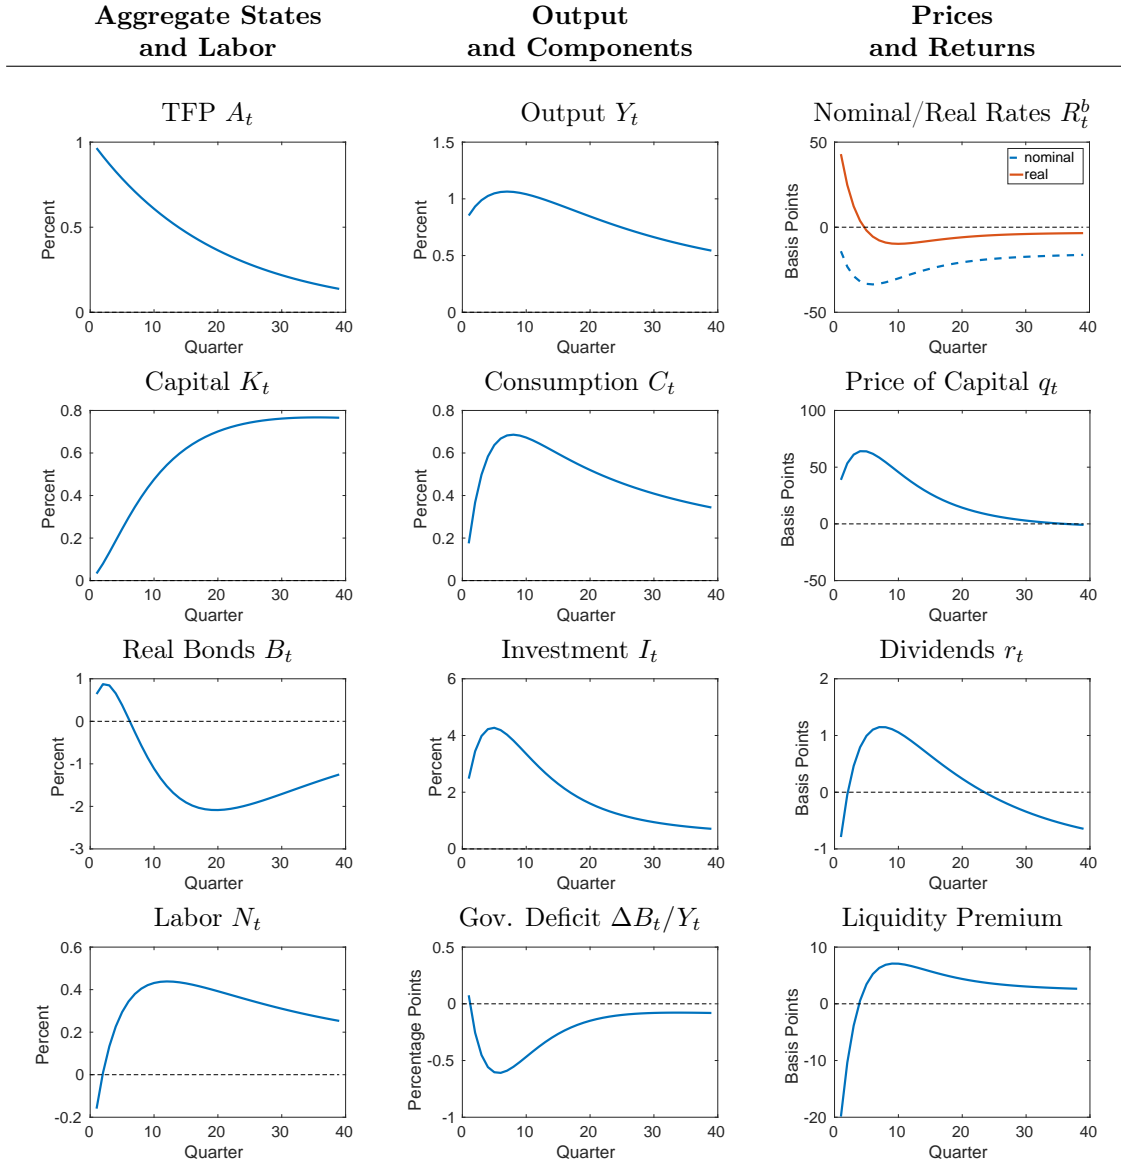 Aggregate States
and Labor
Output
and Components
Prices
and Returns
TFP A_t
1
0.5
0
Percent
0 10 20 30 40
Quarter
Output Y_t
1.5
1
0.5
0
Percent
0 10 20 30 40
Quarter
Nominal/Real Rates R_t^b
50
0
-50
Basis Points
nominal
real
0 10 20 30 40
Quarter
Capital K_t
0.8
0.6
0.4
0.2
0
Percent
0 10 20 30 40
Quarter
Consumption C_t
0.8
0.6
0.4
0.2
0
Percent
0 10 20 30 40
Quarter
Price of Capital q_t
100
50
0
-50
Basis Points
0 10 20 30 40
Quarter
Real Bonds B_t
1
0
-1
-2
-3
Percent
0 10 20 30 40
Quarter
Investment I_t
6
4
2
0
Percent
0 10 20 30 40
Quarter
Dividends r_t
2
1
0
-1
Basis Points
0 10 20 30 40
Quarter
Labor N_t
0.6
0.4
0.2
0
-0.2
Percent
0 10 20 30 40
Quarter
Gov. Deficit ΔB_t/Y_t
0.5
0
-0.5
-1
Percentage Points
0 10 20 30 40
Quarter
Liquidity Premium
10
0
-10
-20
Basis Points
0 10 20 30 40
Quarter